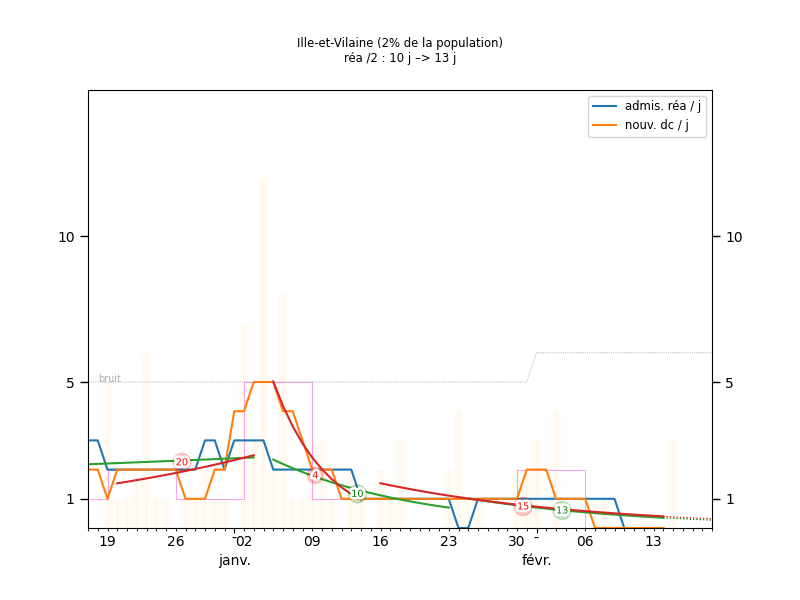 Ille-et-Vilaine (2% de la population)
réa /2 : 10 j –> 13 j
admis. réa / j
nouv. dc / j
10
10
bruit
5
5
20
4
10
15
13
1
1
19
26
02
09
16
23
30
06
13
janv.
févr.